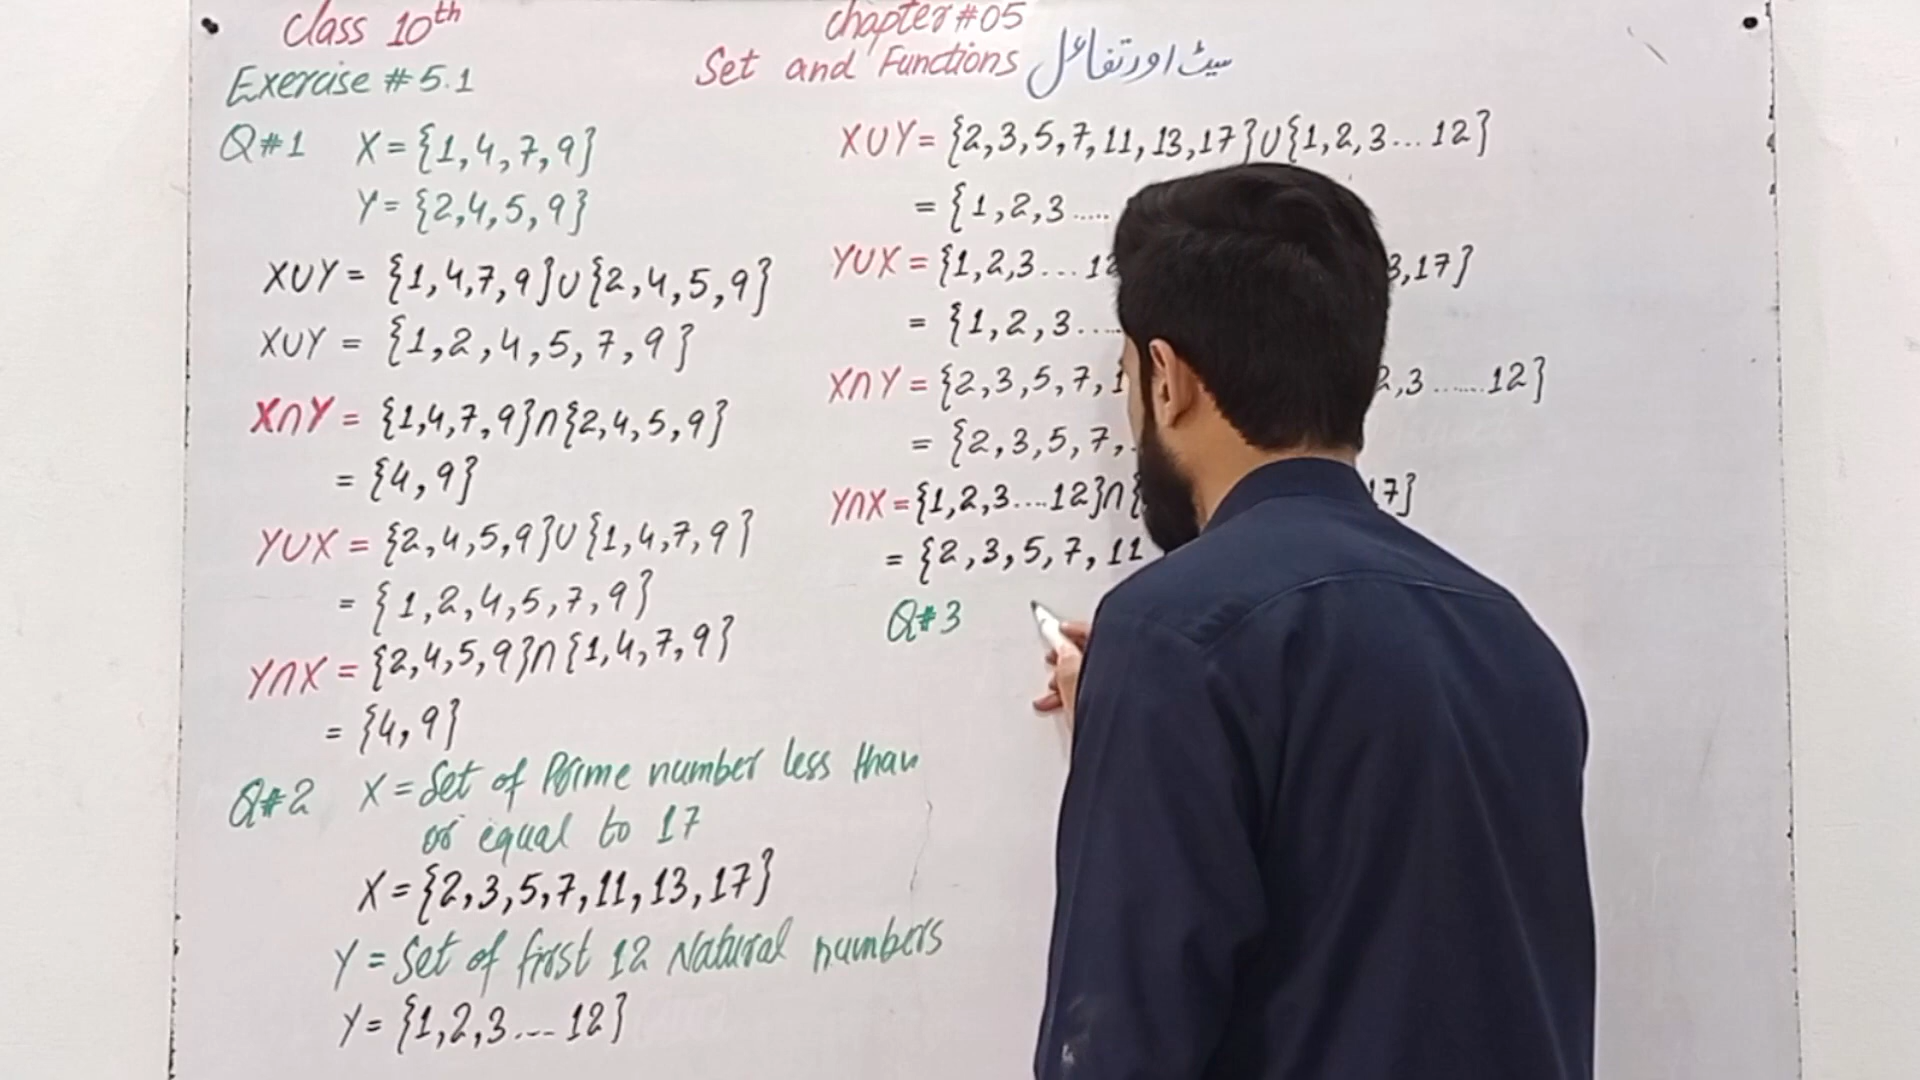 Class 10th
Exercise # 5.1
Chapter # 05
Set and Functions سیٹ اور تفاعل
Q#1 X = {1,4,7,9}
Y = {2,4,5,9}
X∪Y = {1,4,7,9}∪{2,4,5,9}
X∪Y = {1,2,4,5,7,9}
X∩Y = {1,4,7,9}∩{2,4,5,9}
= {4,9}
Y∪X = {2,4,5,9}∪{1,4,7,9}
= {1,2,4,5,7,9}
Y∩X = {2,4,5,9}∩{1,4,7,9}
= {4,9}
Q#2 X = Set of Prime number less than
or equal to 17
X = {2,3,5,7,11,13,17}
Y = Set of first 12 Natural numbers
Y = {1,2,3.... 12}
X∪Y = {2,3,5,7,11,13,17}∪{1,2,3... 12}
= {1,2,3.....
Y∪X = {1,2,3...12 3,17}
= {1,2,3.....
X∩Y = {2,3,5,7,1 2,3.......12}
= {2,3,5,7,
Y∩X = {1,2,3....12}∩{ 17}
= {2,3,5,7,11
Q#3